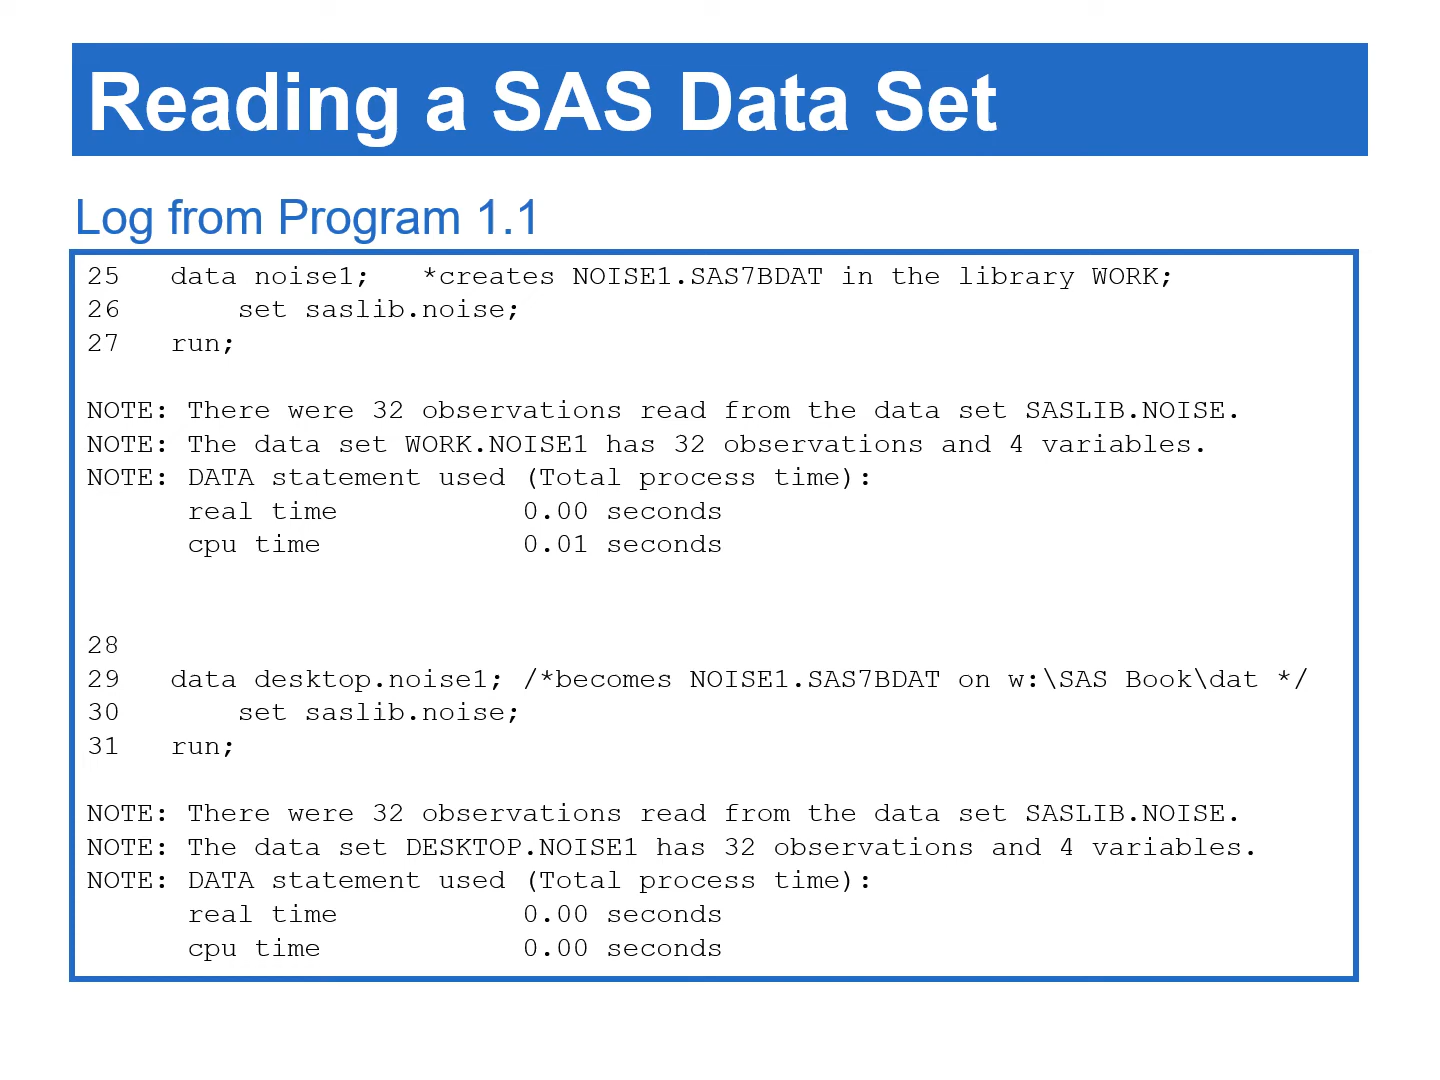 Reading a SAS Data Set
Log from Program 1.1
25   data noise1;   *creates NOISE1.SAS7BDAT in the library WORK;
26       set saslib.noise;
27   run;
NOTE: There were 32 observations read from the data set SASLIB.NOISE.
NOTE: The data set WORK.NOISE1 has 32 observations and 4 variables.
NOTE: DATA statement used (Total process time):
      real time           0.00 seconds
      cpu time            0.01 seconds
28
29   data desktop.noise1; /*becomes NOISE1.SAS7BDAT on w:\SAS Book\dat */
30       set saslib.noise;
31   run;
NOTE: There were 32 observations read from the data set SASLIB.NOISE.
NOTE: The data set DESKTOP.NOISE1 has 32 observations and 4 variables.
NOTE: DATA statement used (Total process time):
      real time           0.00 seconds
      cpu time            0.00 seconds